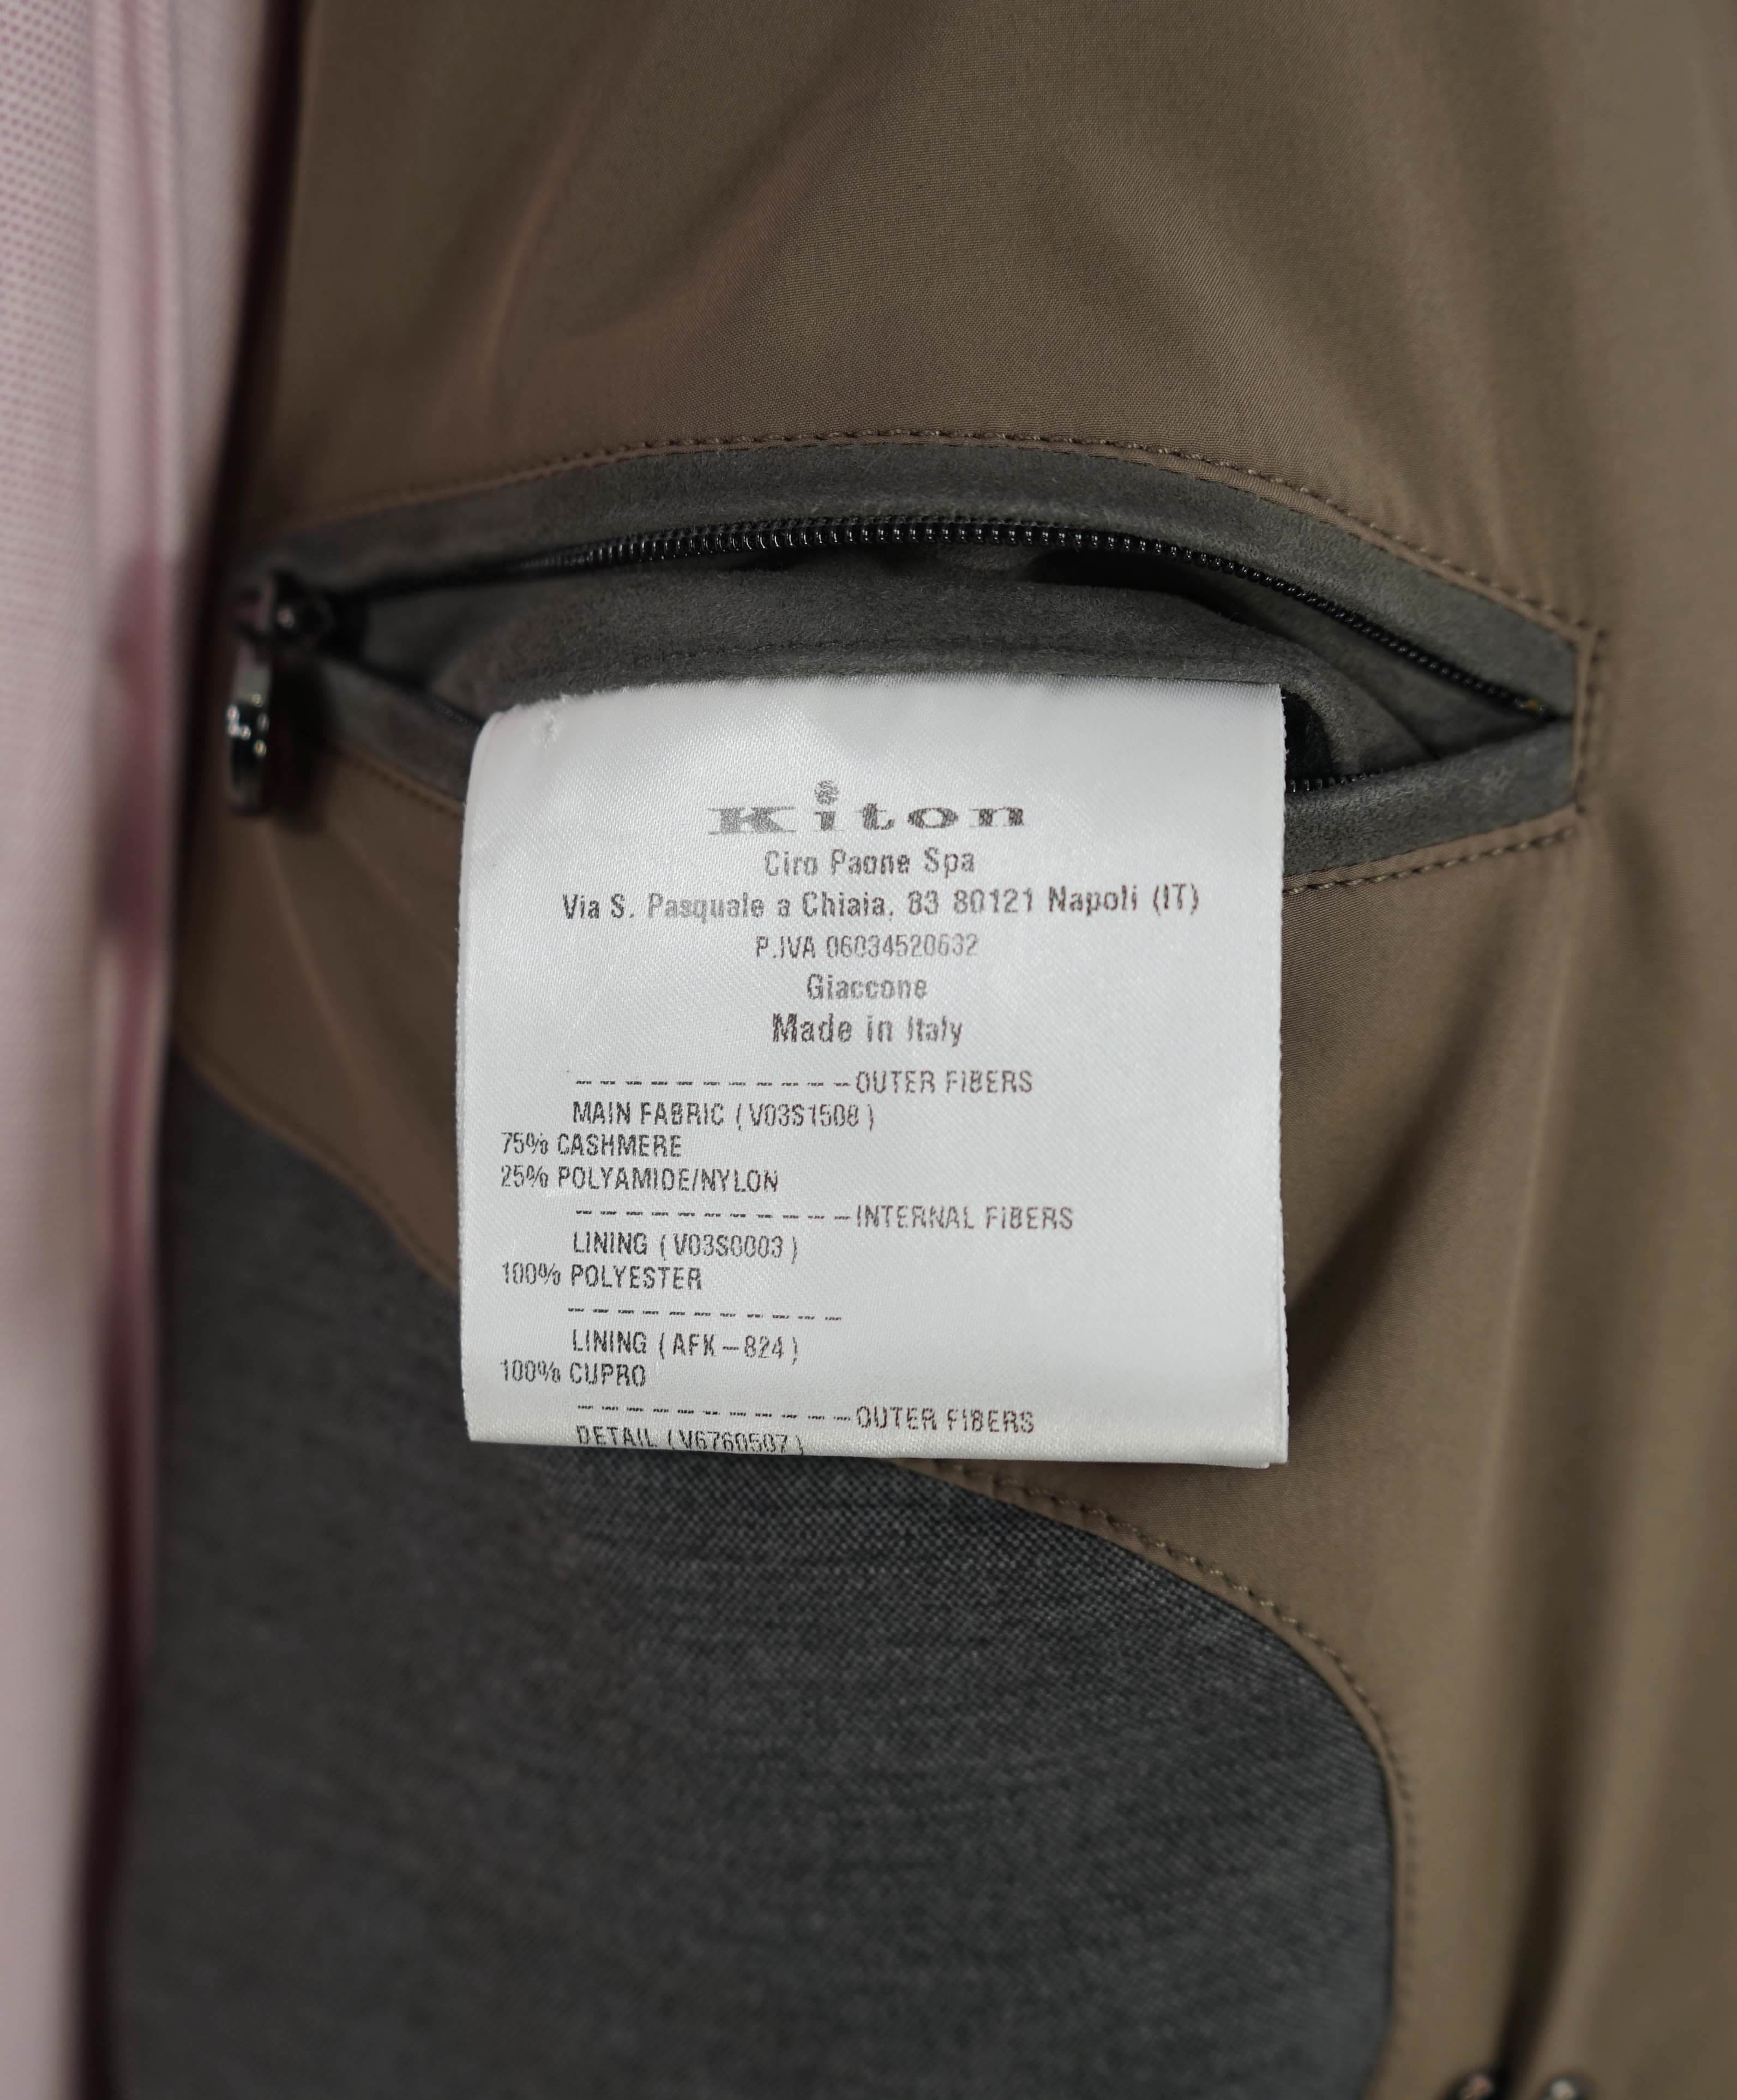 Kiton
Ciro Paone Spa
Via S. Pasquale a Chiaia, 83 80121 Napoli (IT)
P.IVA 06034520632
Giaccone
Made in Italy
-----------OUTER FIBERS
MAIN FABRIC (V03S1508)
75% CASHMERE
25% POLYAMIDE/NYLON
-----------INTERNAL FIBERS
LINING (V03S0003)
100% POLYESTER
-----------
LINING (AFK-824)
100% CUPRO
-----------OUTER FIBERS
DETAIL (V6760507)